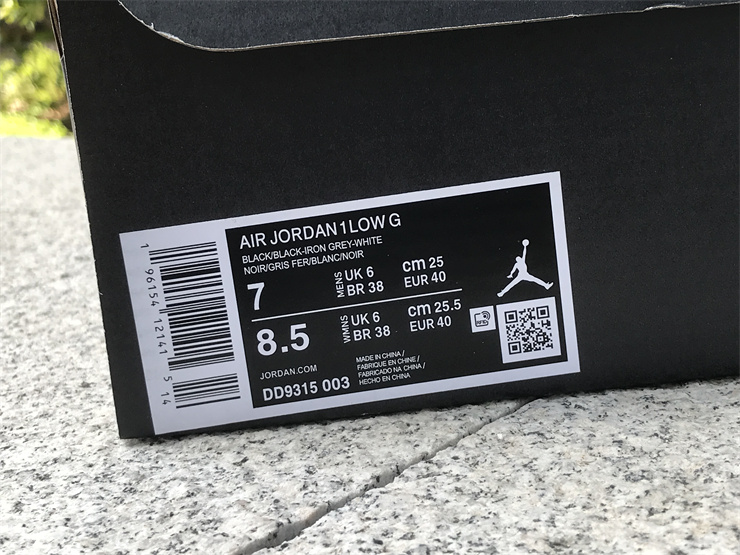 AIR JORDAN 1 LOW G
BLACK/BLACK-IRON GREY-WHITE
NOIR/GRIS FER/BLANC/NOIR
7 MENS UK 6 cm 25
BR 38 EUR 40
8.5 WMNS UK 6 cm 25.5
BR 38 EUR 40
RFID
JORDAN.COM
DD9315 003
MADE IN CHINA /
FABRIQUE EN CHINE /
FABRICADO NA CHINA /
HECHO EN CHINA
1 96154 12141 5 14